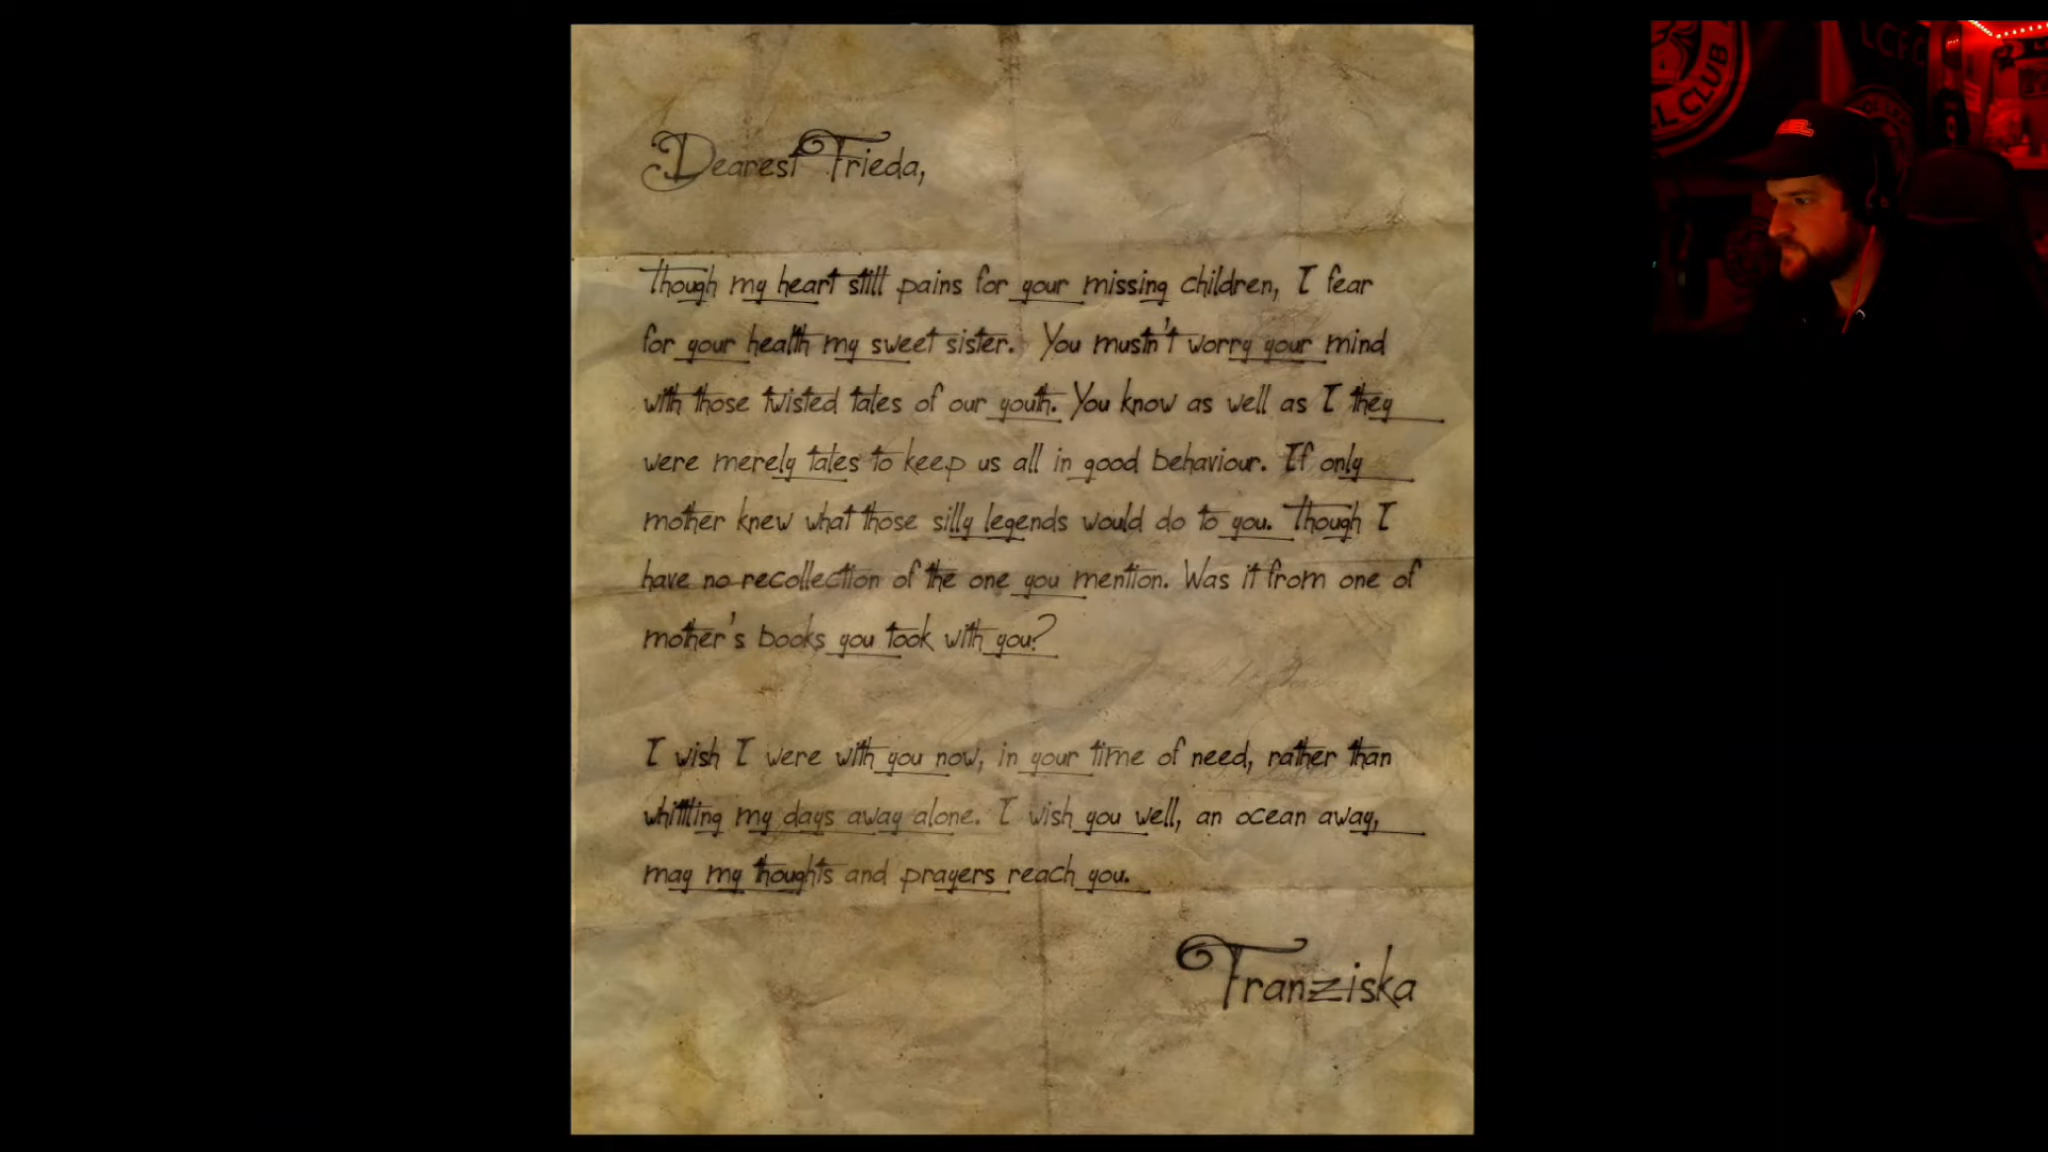 Dearest Frieda,
Though my heart still pains for your missing children, I fear
for your health my sweet sister. You mustn't worry your mind
with those twisted tales of our youth. You know as well as I they
were merely tales to keep us all in good behaviour. If only
mother knew what those silly legends would do to you. Though I
have no recollection of the one you mention. Was it from one of
mother's books you took with you?
I wish I were with you now, in your time of need, rather than
whittling my days away alone. I wish you well, an ocean away,
may my thoughts and prayers reach you.
Franziska
CLUB
LCFC